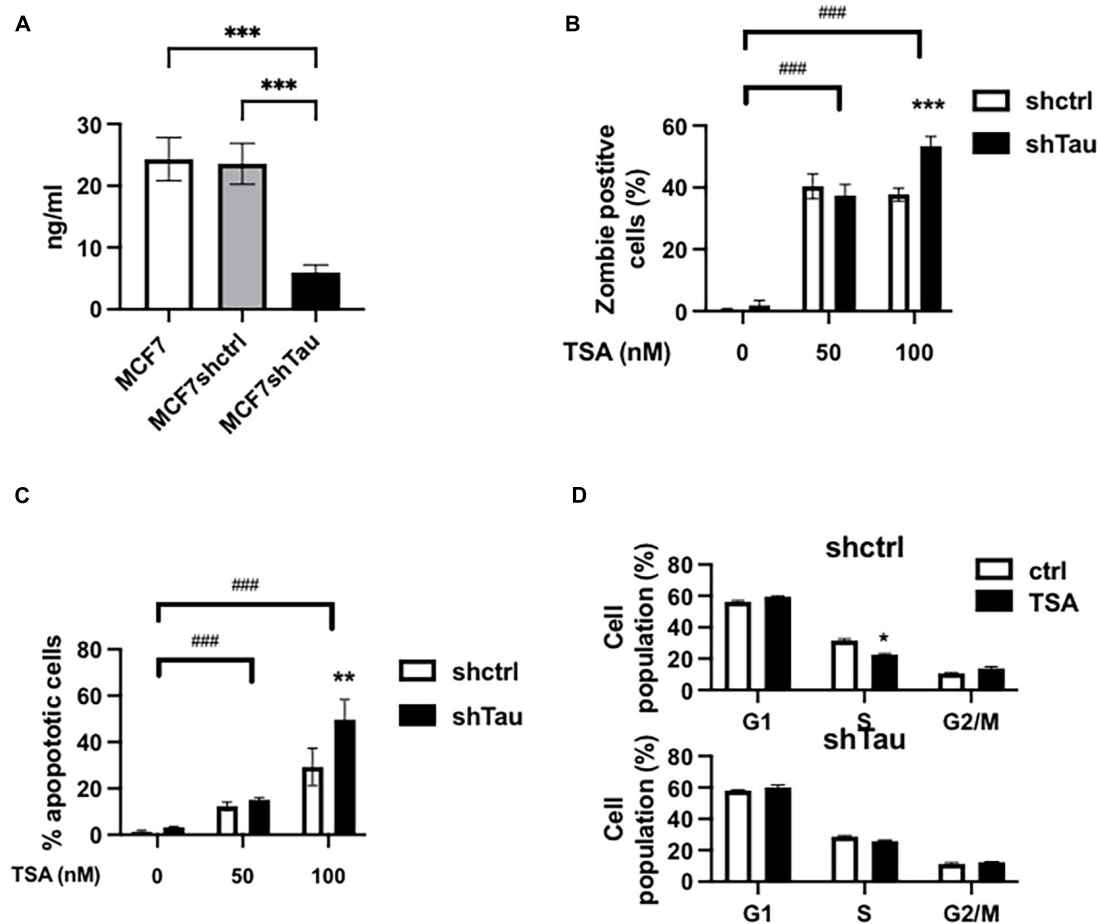 A
***
***
30
20
10
0
ng/ml
MCF7
MCF7shctrl
MCF7shTau
B
###
###
***
shctrl
shTau
60
40
20
0
Zombie postitve
cells (%)
TSA (nM) 0 50 100
C
###
###
**
80
60
40
20
0
% apopototic cells
shctrl
shTau
TSA (nM) 0 50 100
D
shctrl
ctrl
TSA
80
60
40
20
0
Cell
population (%)
*
G1 S G2/M
shTau
80
60
40
20
0
Cell
population (%)
G1 S G2/M